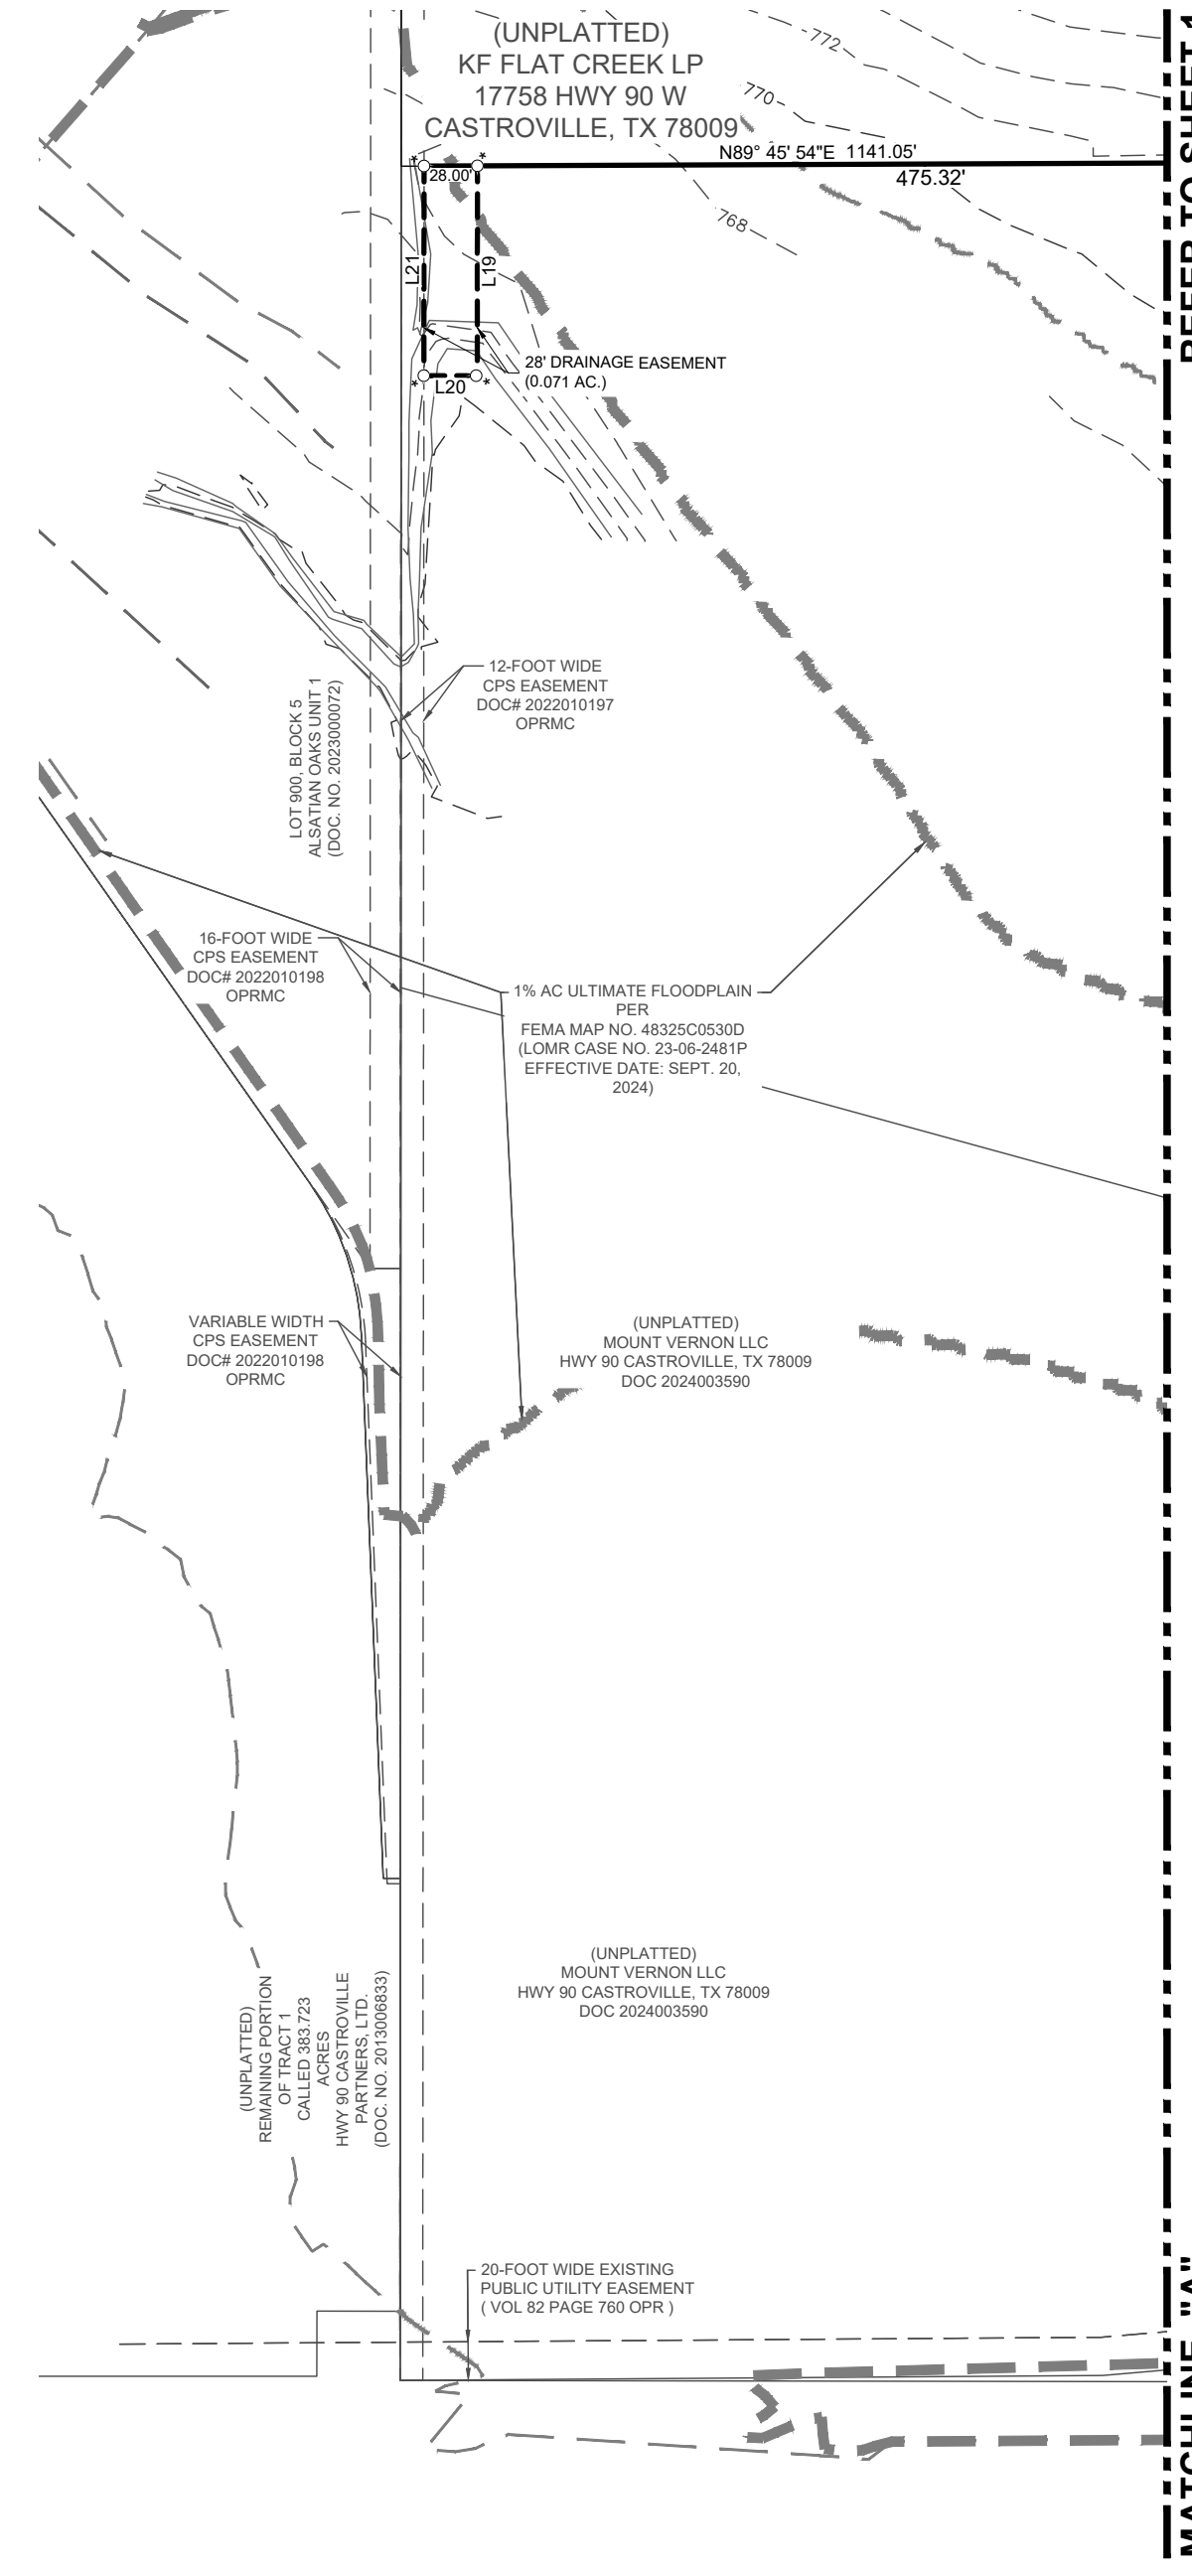 (UNPLATTED)
KF FLAT CREEK LP
17758 HWY 90 W
CASTROVILLE, TX 78009
772
770
768
N89° 45' 54"E 1141.05'
475.32'
28.00'
L21
L19
L20
28' DRAINAGE EASEMENT
(0.071 AC.)
12-FOOT WIDE
CPS EASEMENT
DOC# 2022010197
OPRMC
LOT 900, BLOCK 5
ALSATIAN OAKS UNIT 1
(DOC. NO. 2023000072)
16-FOOT WIDE
CPS EASEMENT
DOC# 2022010198
OPRMC
1% AC ULTIMATE FLOODPLAIN
PER
FEMA MAP NO. 48325C0530D
(LOMR CASE NO. 23-06-2481P
EFFECTIVE DATE: SEPT. 20,
2024)
VARIABLE WIDTH
CPS EASEMENT
DOC# 2022010198
OPRMC
(UNPLATTED)
MOUNT VERNON LLC
HWY 90 CASTROVILLE, TX 78009
DOC 2024003590
(UNPLATTED)
MOUNT VERNON LLC
HWY 90 CASTROVILLE, TX 78009
DOC 2024003590
(UNPLATTED)
REMAINING PORTION
OF TRACT 1
CALLED 383.723
ACRES
HWY 90 CASTROVILLE
PARTNERS, LTD.
(DOC. NO. 2013006833)
20-FOOT WIDE EXISTING
PUBLIC UTILITY EASEMENT
( VOL 82 PAGE 760 OPR )
MATCHLINE "A"
REFER TO SHEET 1